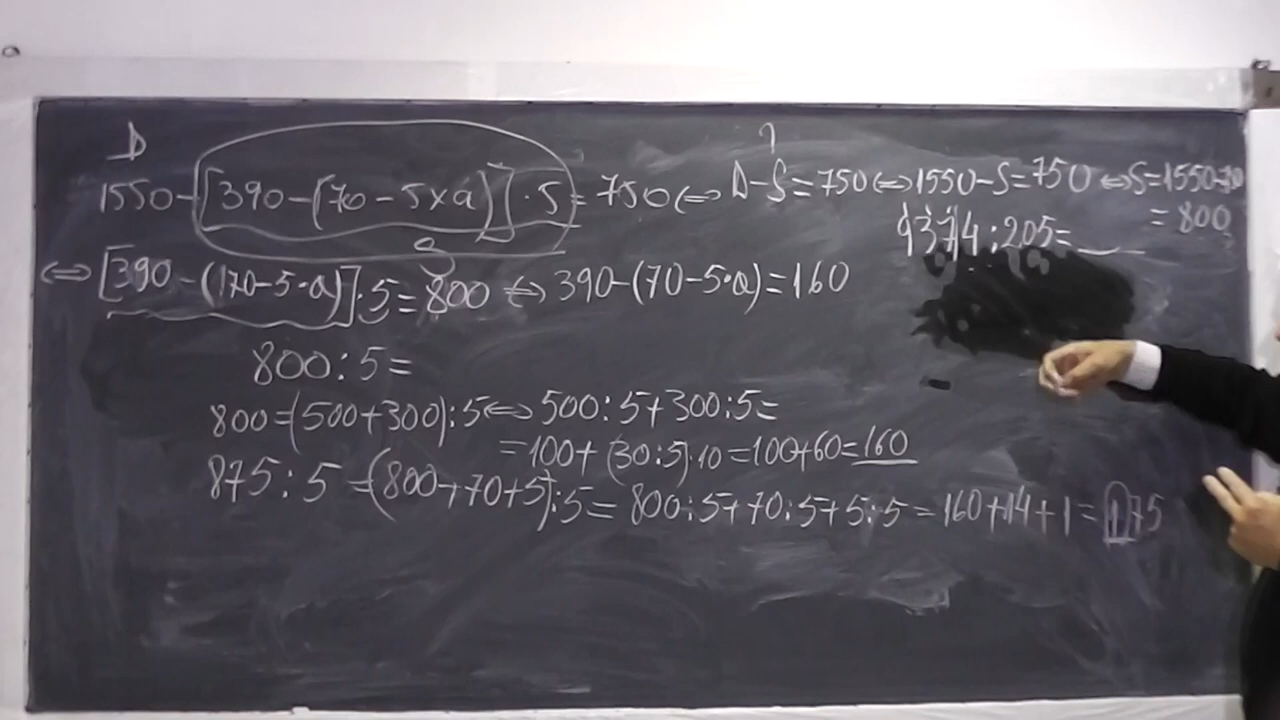 D
1550-[390-(70-5×a)]·5=750⇔ D-S=750⇔1550-S=750 ⇔S=1550-750
?
=800
:205=
⇔[390-(170-5·a)]·5=800 ⇔ 390-(70-5·a)=160
800:5=
800=(500+300):5⇔500:5+300:5=
=100+(30:5)·10=100+60=160
875:5=(800+70+5):5=800:5+70:5+5:5=160+14+1=175